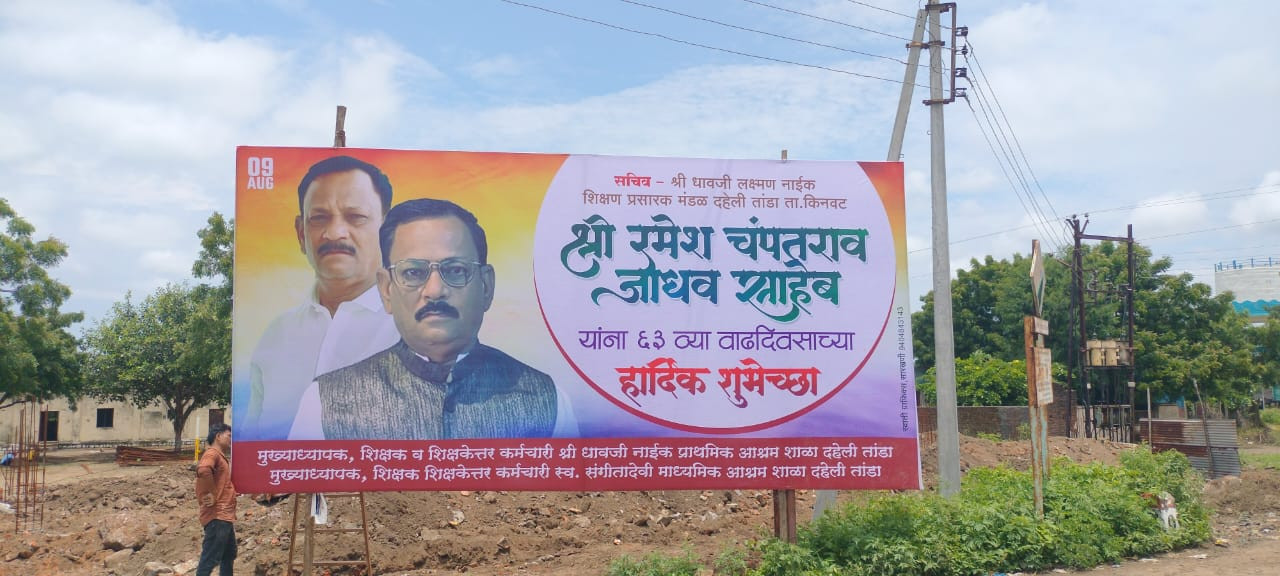 09
AUG
सचिव - श्री धावजी लक्ष्मण नाईक
शिक्षण प्रसारक मंडळ दहेली तांडा ता.किनवट
श्री रमेश चंपतराव
जाधव साहेब
यांना ६३ व्या वाढदिवसाच्या
हार्दिक शुभेच्छा
मुख्याध्यापक, शिक्षक व शिक्षकेत्तर कर्मचारी श्री धावजी नाईक प्राथमिक आश्रम शाळा दहेली तांडा
मुख्याध्यापक, शिक्षक शिक्षकेत्तर कर्मचारी स्व. संगीतादेवी माध्यमिक आश्रम शाळा दहेली तांडा
स्वाती ग्राफिक्स, सारखणी